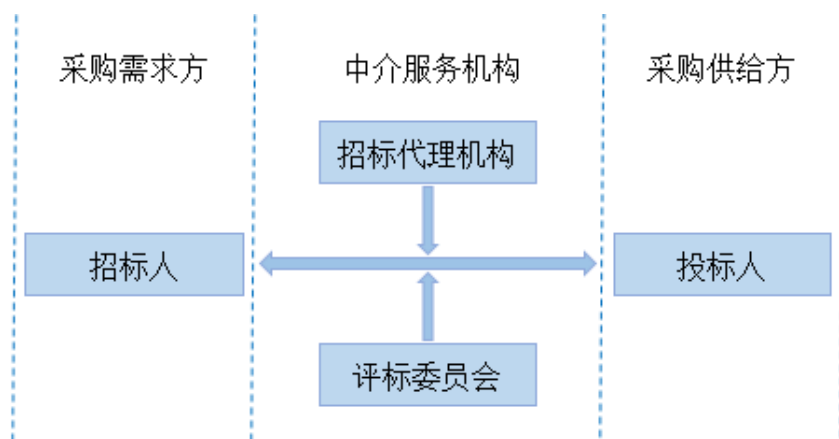 采购需求方
中介服务机构
采购供给方
招标代理机构
招标人
投标人
评标委员会